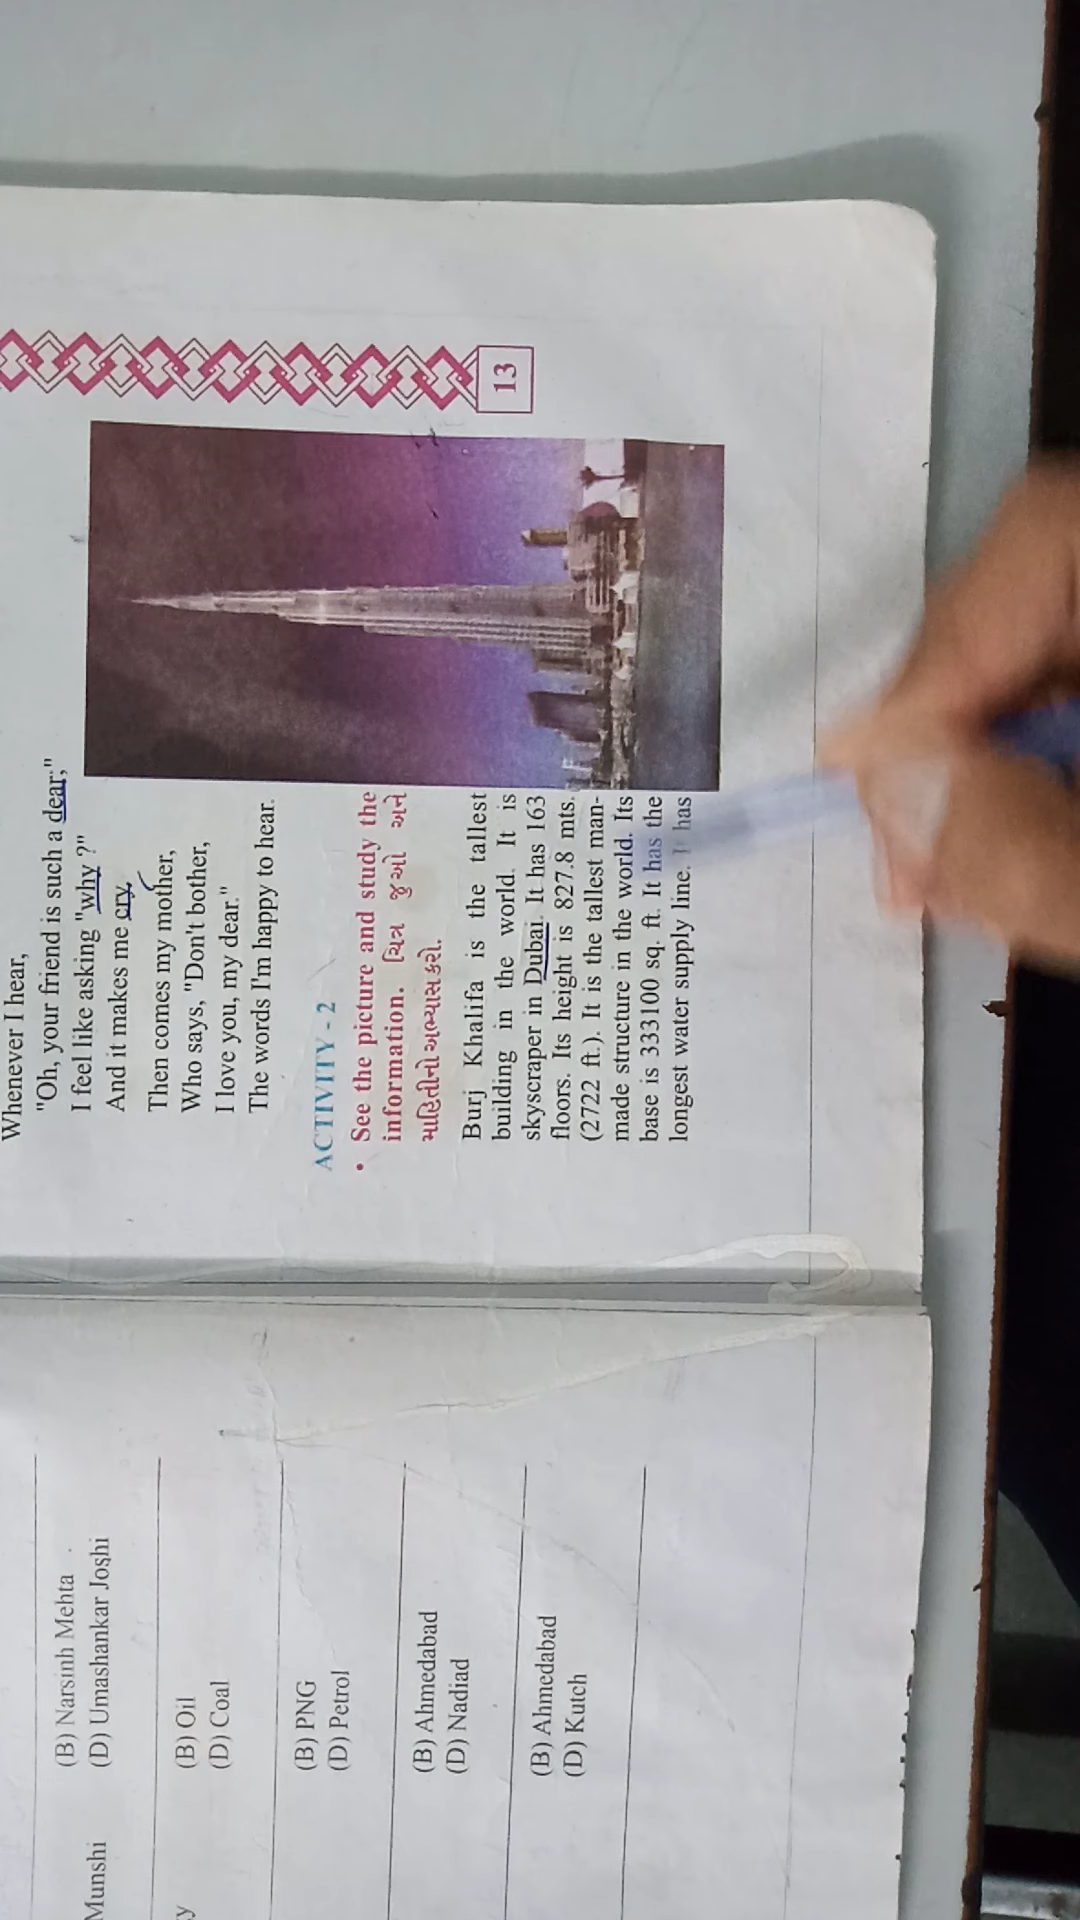 Munshi
(B) Narsinh Mehta
(D) Umashankar Joshi
y
(B) Oil
(D) Coal
(B) PNG
(D) Petrol
(B) Ahmedabad
(D) Nadiad
(B) Ahmedabad
(D) Kutch
Whenever I hear,
"Oh, your friend is such a dear;"
I feel like asking "why ?"
And it makes me cry.
Then comes my mother,
Who says, "Don't bother,
I love you, my dear."
The words I'm happy to hear.
ACTIVITY - 2
• See the picture and study the
information. (ચિત્ર જુઓ અને
માહિતીનો અભ્યાસ કરો.
Burj Khalifa is the tallest
building in the world. It is
skyscraper in Dubai. It has 163
floors. Its height is 827.8 mts.
(2722 ft.). It is the tallest man-
made structure in the world. Its
base is 333100 sq. ft. It has the
longest water supply line. It has
13